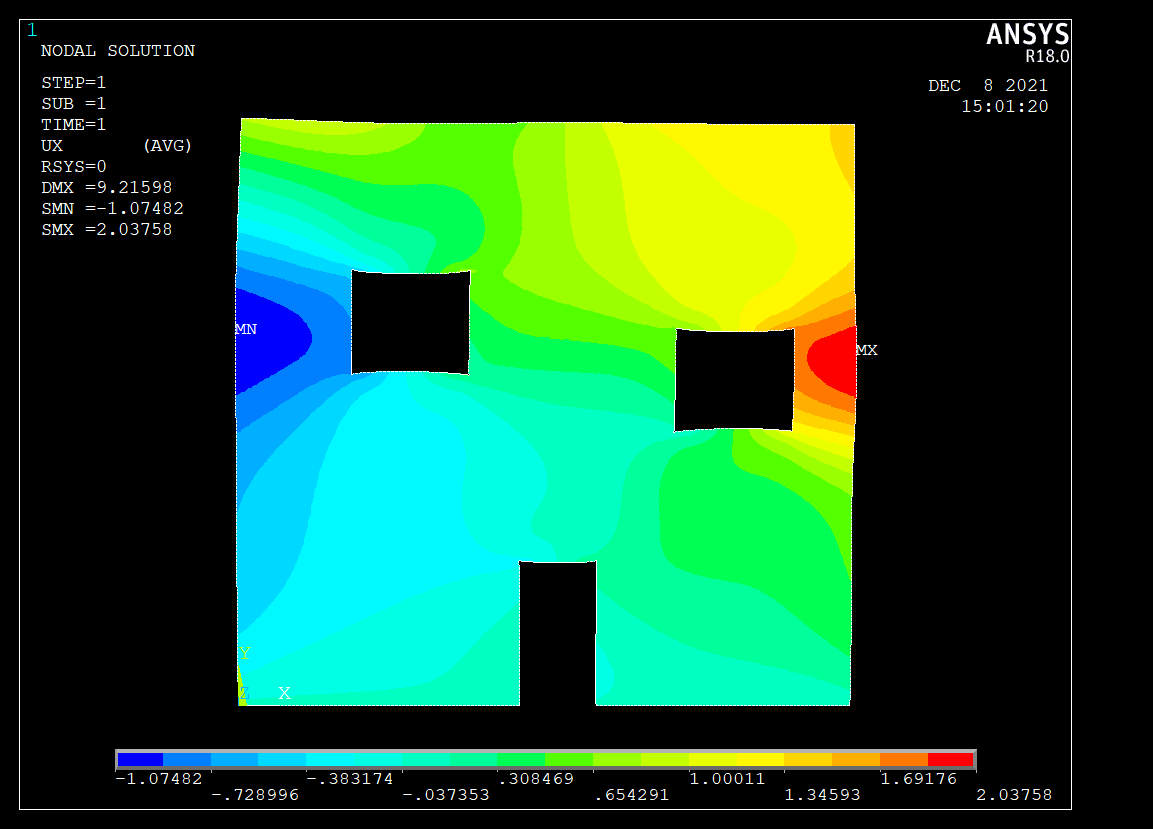 1
ANSYS
R18.0
NODAL SOLUTION
STEP=1
SUB =1
TIME=1
UX (AVG)
RSYS=0
DMX =9.21598
SMN =-1.07482
SMX =2.03758
DEC 8 2021
15:01:20
MN
MX
Y
Z X
-1.07482 -.383174 .308469 1.00011 1.69176
-.728996 -.037353 .654291 1.34593 2.03758